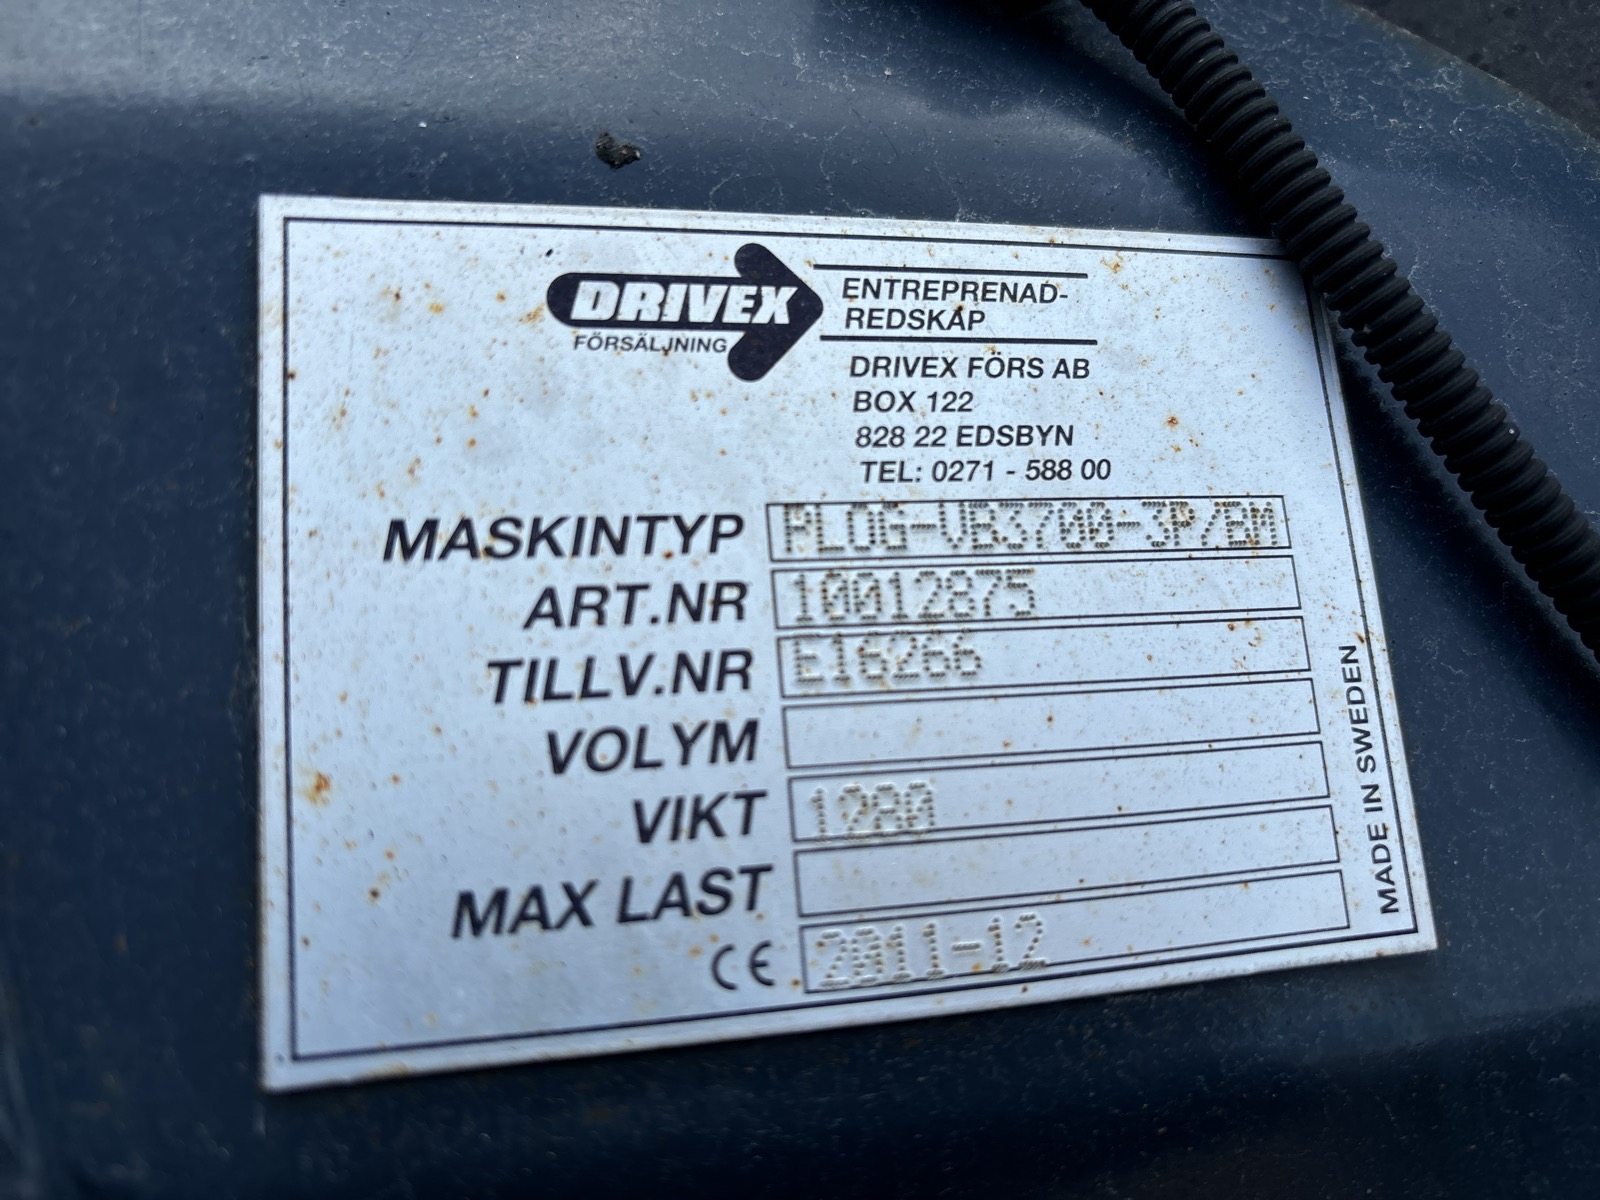 DRIVEX
FÖRSÄLJNING
ENTREPRENAD-
REDSKAP
DRIVEX FÖRS AB
BOX 122
828 22 EDSBYN
TEL: 0271 - 588 00
MASKINTYP PLOG-VB3700-3P/BM
ART.NR 10012875
TILLV.NR E16266
VOLYM
VIKT 1280
MAX LAST
CE 2011-12
MADE IN SWEDEN